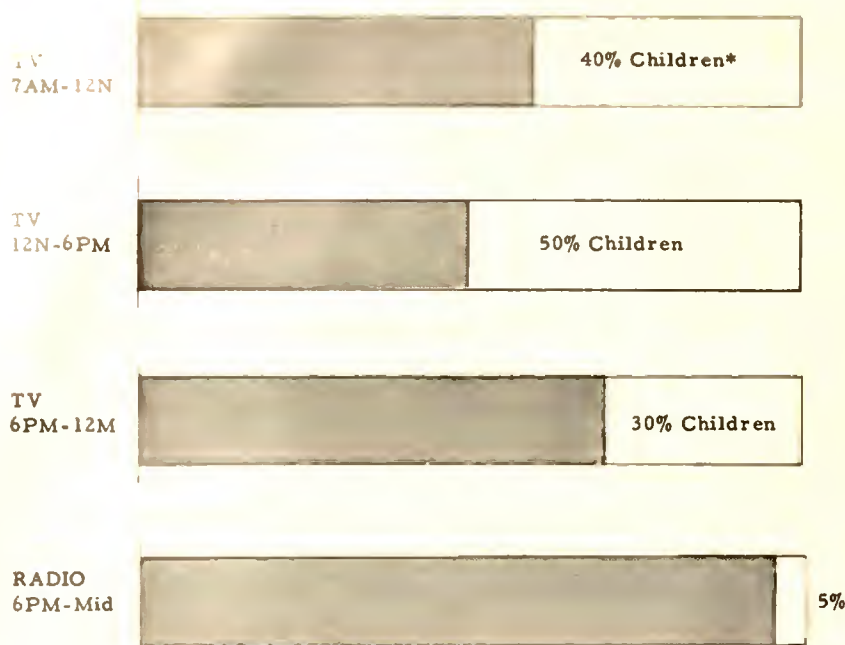 TV
7AM-12N
40% Children*
TV
12N-6PM
50% Children
TV
6PM-12M
30% Children
RADIO
6PM-Mid
5%